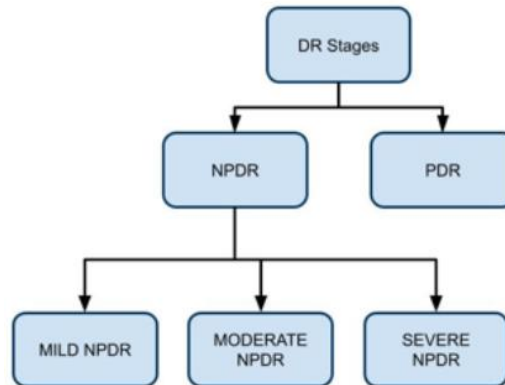 DR Stages
NPDR
PDR
MILD NPDR
MODERATE
NPDR
SEVERE
NPDR